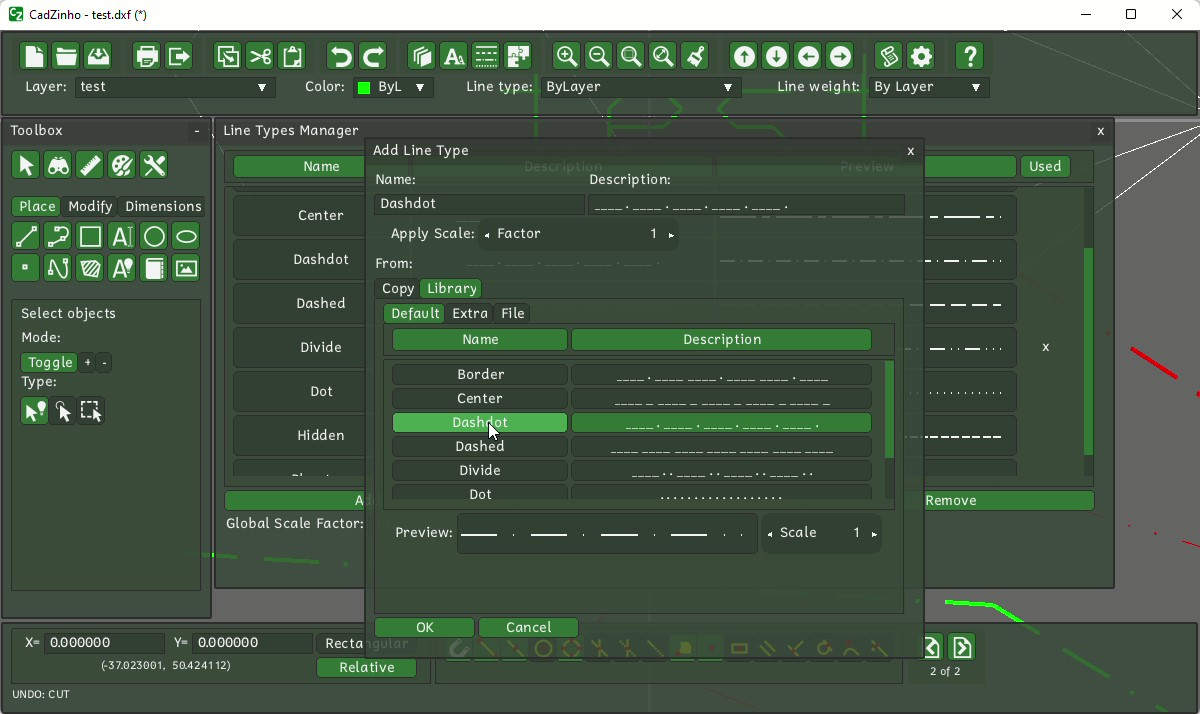 CadZinho - test.dxf (*)
Layer: test Color: ByL Line type: ByLayer Line weight: By Layer
Toolbox -
Place Modify Dimensions
Select objects
Mode:
Toggle + -
Type:
Line Types Manager x
Name Description Preview Used
Center
Dashdot
Dashed
Divide x
Dot
Hidden
Remove
Global Scale Factor:
Add Line Type x
Name: Description:
Dashdot ____ . ____ . ____ . ____ . ____ .
Apply Scale: Factor 1
From:
Copy Library
Default Extra File
Name Description
Border ____ . ____ ____ . ____ ____ . ____
Center ____ _ ____ _ ____ _ ____ _ ____ _
Dashdot ____ . ____ . ____ . ____ . ____ .
Dashed ____ ____ ____ ____ ____ ____ ____
Divide ____ .. ____ .. ____ .. ____ ..
Dot . . . . . . . . . . . . . . . . .
Preview: Scale 1
OK Cancel
X= 0.000000 Y= 0.000000 Rectangular
(-37.023001, 50.424112) Relative
2 of 2
UNDO: CUT